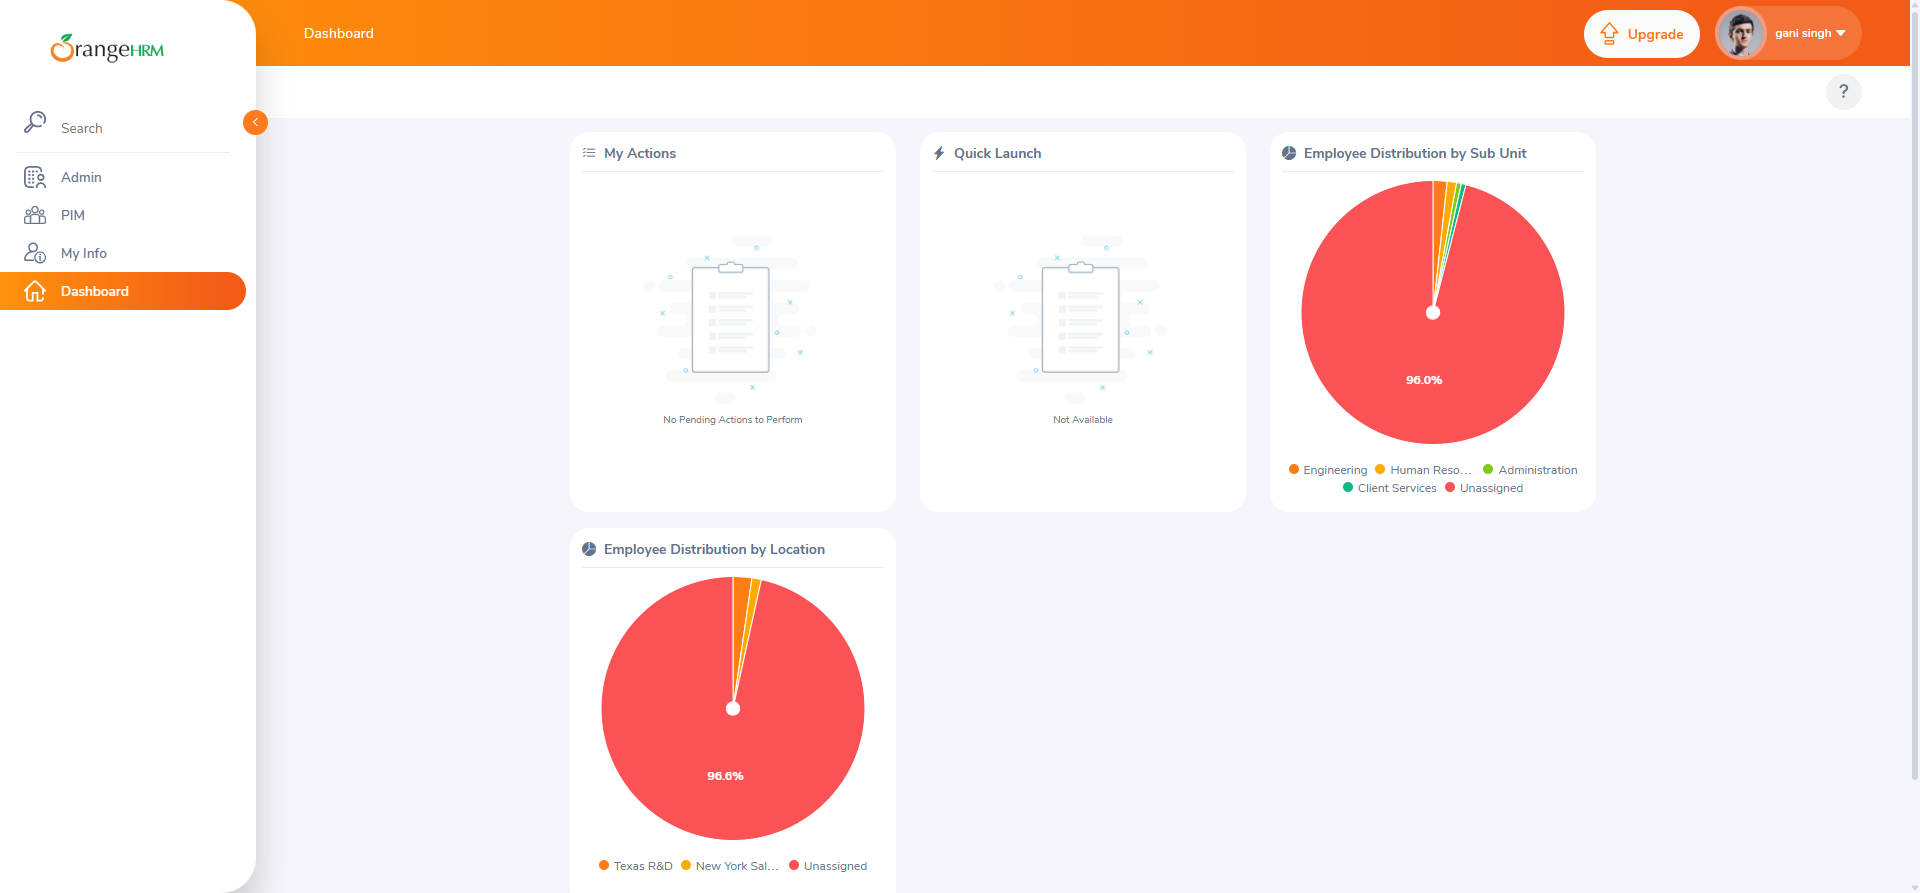 OrangeHRM
Dashboard
Upgrade
gani singh
?
Search
Admin
PIM
My Info
Dashboard
My Actions
No Pending Actions to Perform
Quick Launch
Not Available
Employee Distribution by Sub Unit
96.0%
Engineering Human Reso... Administration
Client Services Unassigned
Employee Distribution by Location
96.6%
Texas R&D New York Sal... Unassigned